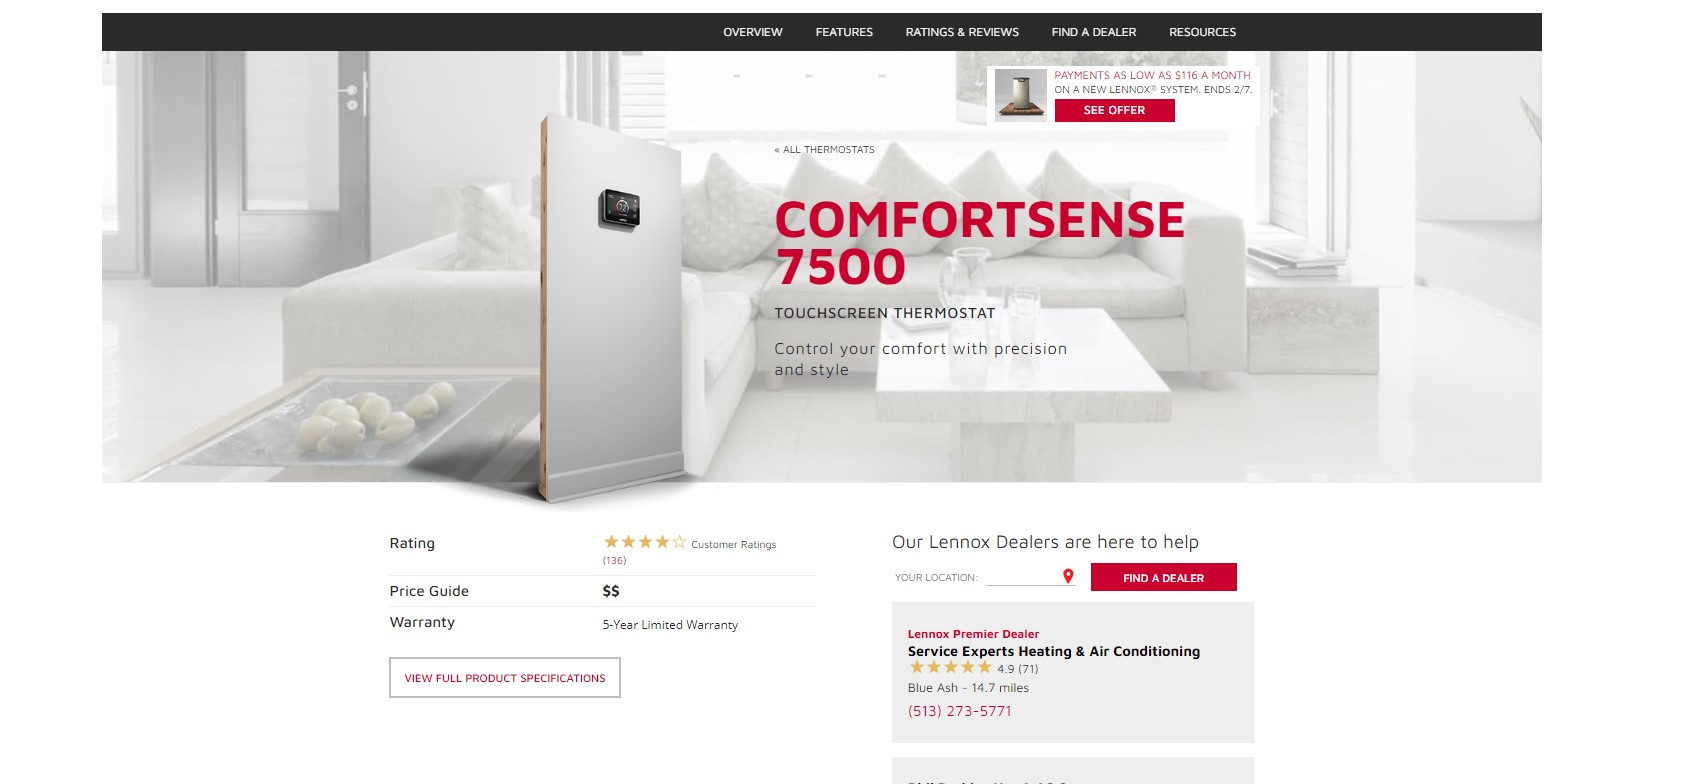 OVERVIEW FEATURES RATINGS & REVIEWS FIND A DEALER RESOURCES
PAYMENTS AS LOW AS $116 A MONTH
ON A NEW LENNOX® SYSTEM. ENDS 2/7.
SEE OFFER
« ALL THERMOSTATS
COMFORTSENSE
7500
TOUCHSCREEN THERMOSTAT
Control your comfort with precision
and style
Rating
★★★★☆ Customer Ratings
(136)
Price Guide $$
Warranty 5-Year Limited Warranty
VIEW FULL PRODUCT SPECIFICATIONS
Our Lennox Dealers are here to help
YOUR LOCATION:
FIND A DEALER
Lennox Premier Dealer
Service Experts Heating & Air Conditioning
★★★★★ 4.9 (71)
Blue Ash - 14.7 miles
(513) 273-5771